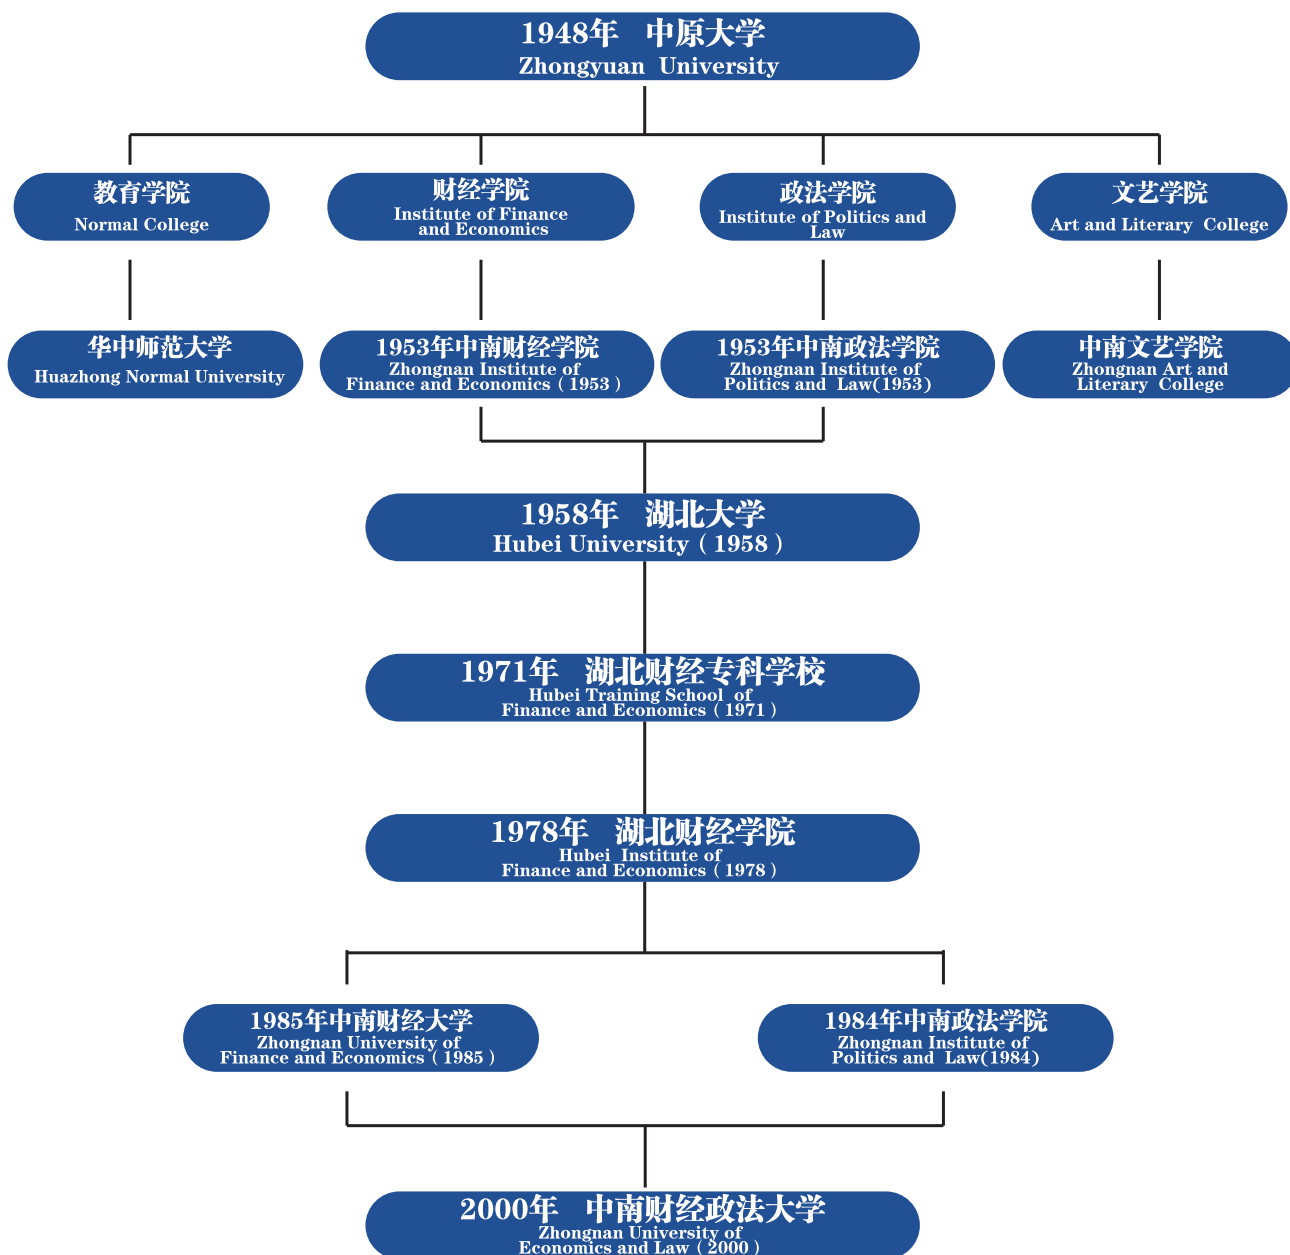 1948年 中原大学
Zhongyuan University
教育学院
Normal College
财经学院
Institute of Finance
and Economics
政法学院
Institute of Politics and
Law
文艺学院
Art and Literary College
华中师范大学
Huazhong Normal University
1953年中南财经学院
Zhongnan Institute of
Finance and Economics（1953）
1953年中南政法学院
Zhongnan Institute of
Politics and Law(1953)
中南文艺学院
Zhongnan Art and
Literary College
1958年 湖北大学
Hubei University（1958）
1971年 湖北财经专科学校
Hubei Training School of
Finance and Economics（1971）
1978年 湖北财经学院
Hubei Institute of
Finance and Economics（1978）
1985年中南财经大学
Zhongnan University of
Finance and Economics（1985）
1984年中南政法学院
Zhongnan Institute of
Politics and Law(1984)
2000年 中南财经政法大学
Zhongnan University of
Economics and Law（2000）